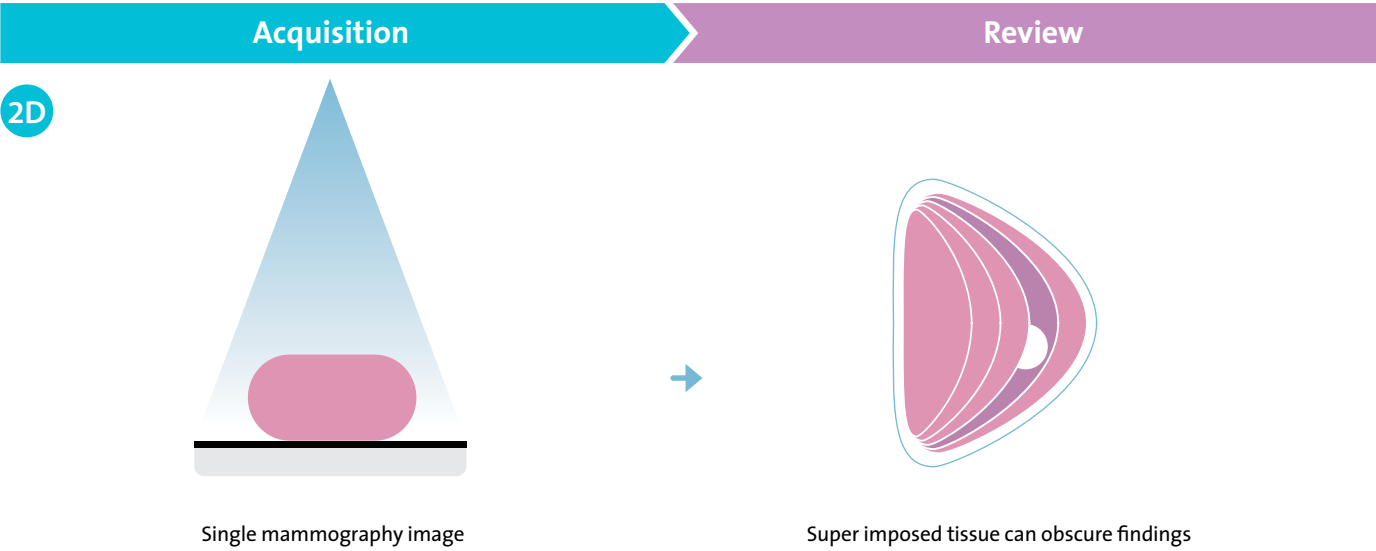 Acquisition
Review
2D
Single mammography image
Super imposed tissue can obscure findings